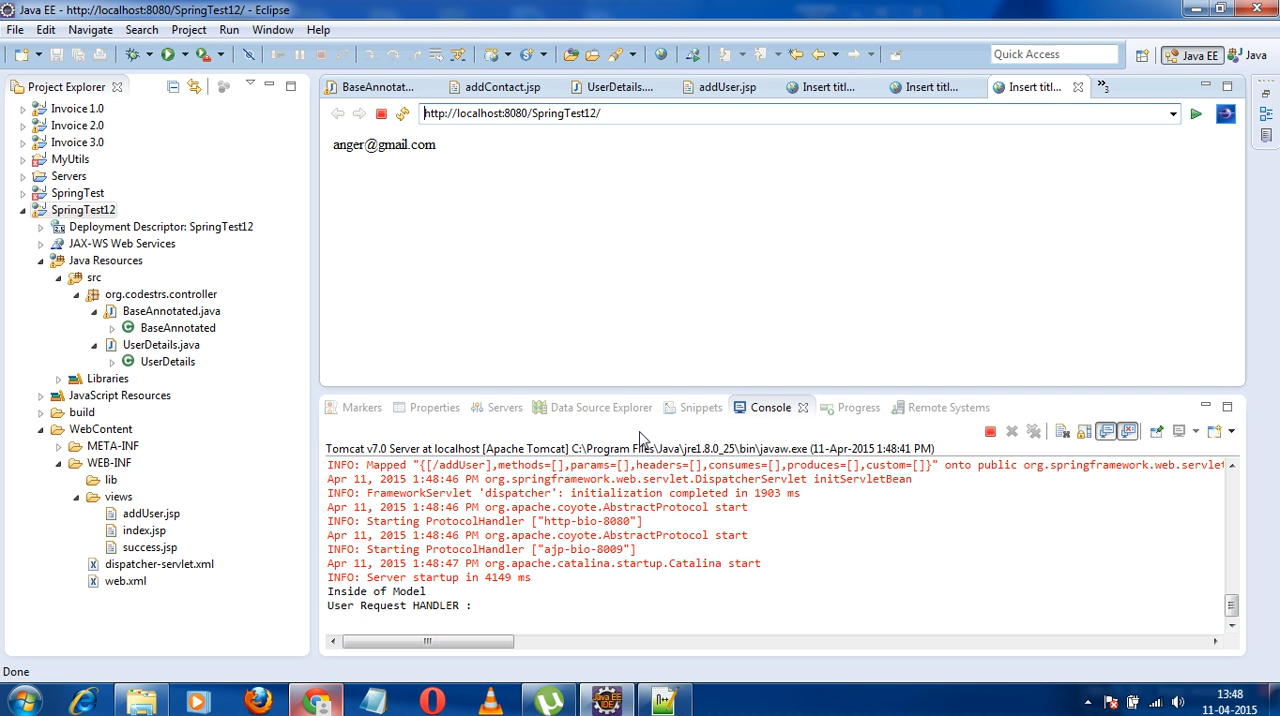 Java EE - http://localhost:8080/SpringTest12/ - Eclipse
File Edit Navigate Search Project Run Window Help
Quick Access
Java EE
Java
Project Explorer
BaseAnnotat...
addContact.jsp
UserDetails....
addUser.jsp
Insert titl...
Insert titl...
Insert titl...
3
http://localhost:8080/SpringTest12/
anger@gmail.com
Invoice 1.0
Invoice 2.0
Invoice 3.0
MyUtils
Servers
SpringTest
SpringTest12
Deployment Descriptor: SpringTest12
JAX-WS Web Services
Java Resources
src
org.codestrs.controller
BaseAnnotated.java
BaseAnnotated
UserDetails.java
UserDetails
Libraries
JavaScript Resources
build
WebContent
META-INF
WEB-INF
lib
views
addUser.jsp
index.jsp
success.jsp
dispatcher-servlet.xml
web.xml
Markers Properties Servers Data Source Explorer Snippets Console Progress Remote Systems
Tomcat v7.0 Server at localhost [Apache Tomcat] C:\Program Files\Java\jre1.8.0_25\bin\javaw.exe (11-Apr-2015 1:48:41 PM)
INFO: Mapped "{[/addUser],methods=[],params=[],headers=[],consumes=[],produces=[],custom=[]}" onto public org.springframework.web.servlet
Apr 11, 2015 1:48:46 PM org.springframework.web.servlet.DispatcherServlet initServletBean
INFO: FrameworkServlet 'dispatcher': initialization completed in 1903 ms
Apr 11, 2015 1:48:46 PM org.apache.coyote.AbstractProtocol start
INFO: Starting ProtocolHandler ["http-bio-8080"]
Apr 11, 2015 1:48:46 PM org.apache.coyote.AbstractProtocol start
INFO: Starting ProtocolHandler ["ajp-bio-8009"]
Apr 11, 2015 1:48:47 PM org.apache.catalina.startup.Catalina start
INFO: Server startup in 4149 ms
Inside of Model
User Request HANDLER :
Done
Java EE
IDE
13:48
11-04-2015